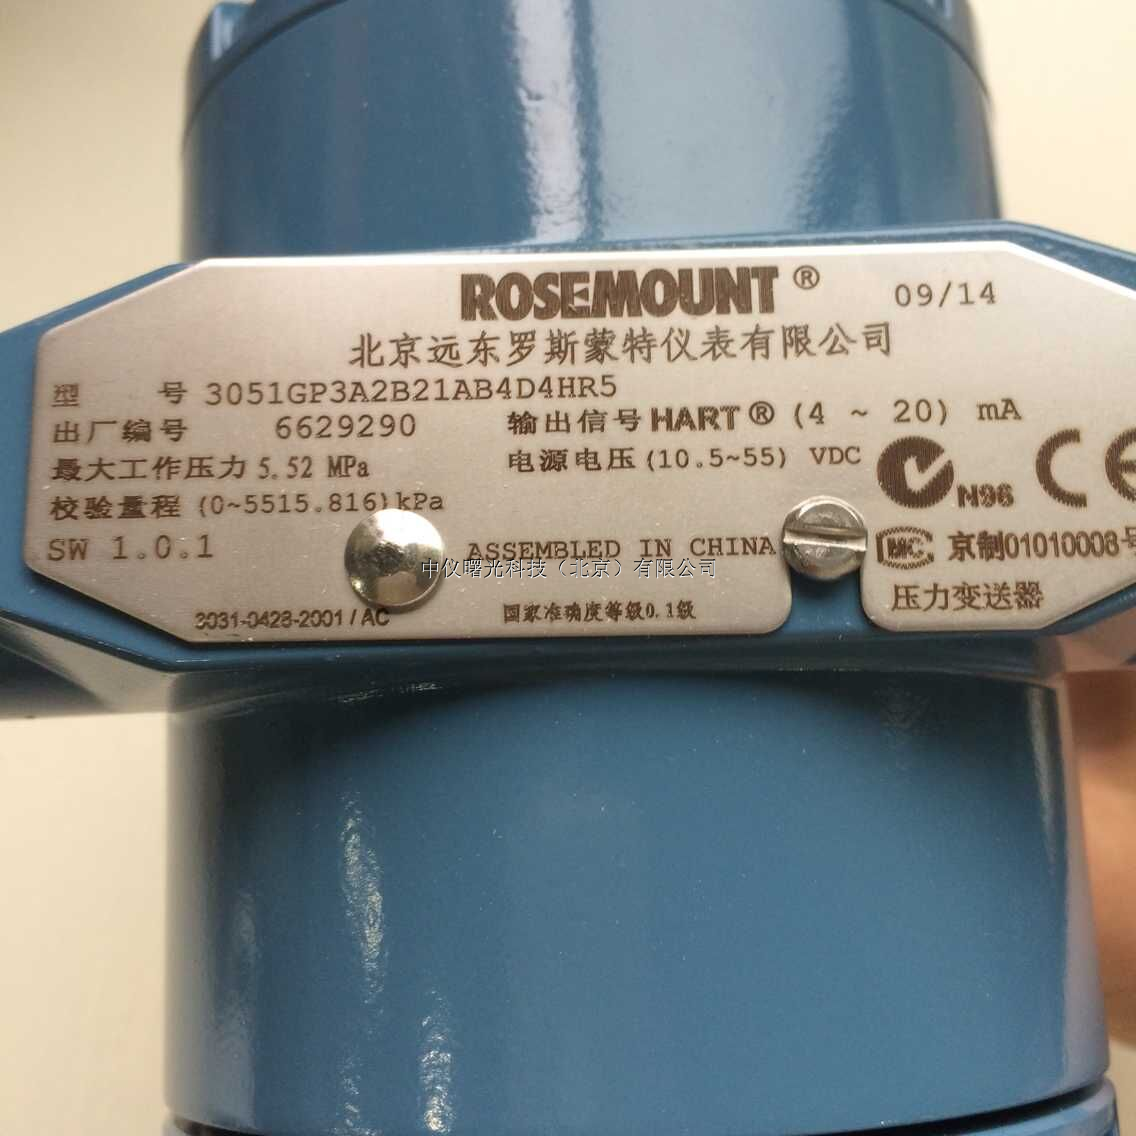 ROSEMOUNT® 09/14
北京远东罗斯蒙特仪表有限公司
型 号 3051GP3A2B21AB4D4HR5
出厂编号 6629290 输出信号 HART® (4 ~ 20) mA
最大工作压力 5.52 MPa 电源电压 (10.5~55) VDC
N96 CE
校验量程 (0~5515.816)kPa
SW 1.0.1 ASSEMBLED IN CHINA MC 京制01010008号
中仪曙光科技（北京）有限公司
压力变送器
3031-0428-2001 / AC 国家准确度等级0.1级